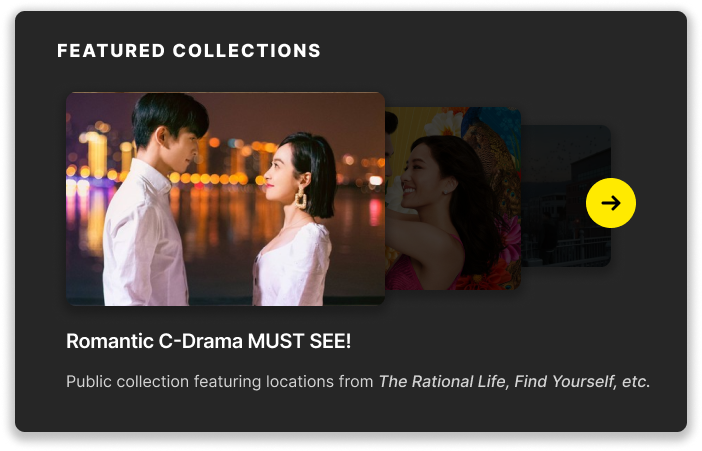 FEATURED COLLECTIONS
Romantic C-Drama MUST SEE!
Public collection featuring locations from The Rational Life, Find Yourself, etc.